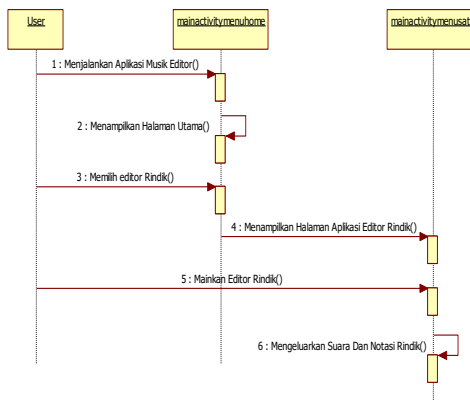 User
mainactivitymenuhome
mainactivitymenusat
1 : Menjalankan Aplikasi Musik Editor()
2 : Menampilkan Halaman Utama()
3 : Memilih editor Rindik()
4 : Menampilkan Halaman Aplikasi Editor Rindik()
5 : Mainkan Editor Rindik()
6 : Mengeluarkan Suara Dan Notasi Rindik()